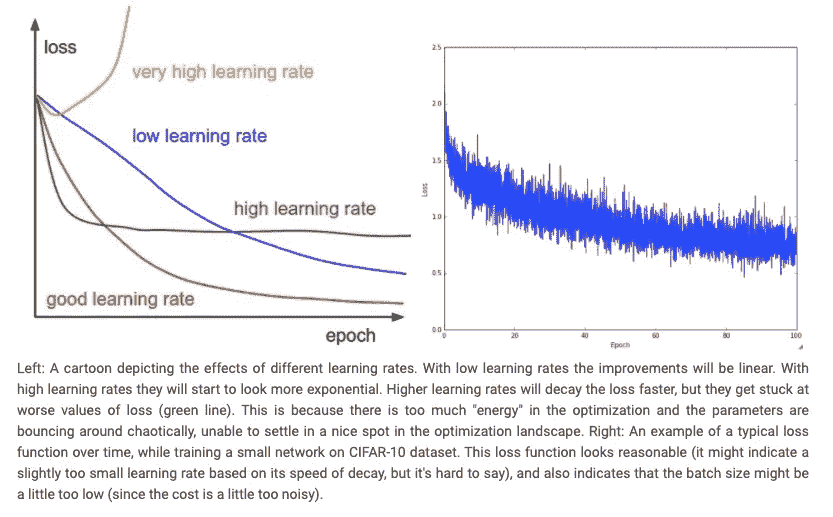 loss
very high learning rate
low learning rate
high learning rate
good learning rate
epoch
2.5
2.0
1.5
1.0
0.5
0.0
Loss
0
20
40
60
80
100
Epoch
Left: A cartoon depicting the effects of different learning rates. With low learning rates the improvements will be linear. With
high learning rates they will start to look more exponential. Higher learning rates will decay the loss faster, but they get stuck at
worse values of loss (green line). This is because there is too much "energy" in the optimization and the parameters are
bouncing around chaotically, unable to settle in a nice spot in the optimization landscape. Right: An example of a typical loss
function over time, while training a small network on CIFAR-10 dataset. This loss function looks reasonable (it might indicate a
slightly too small learning rate based on its speed of decay, but it's hard to say), and also indicates that the batch size might be
a little too low (since the cost is a little too noisy).